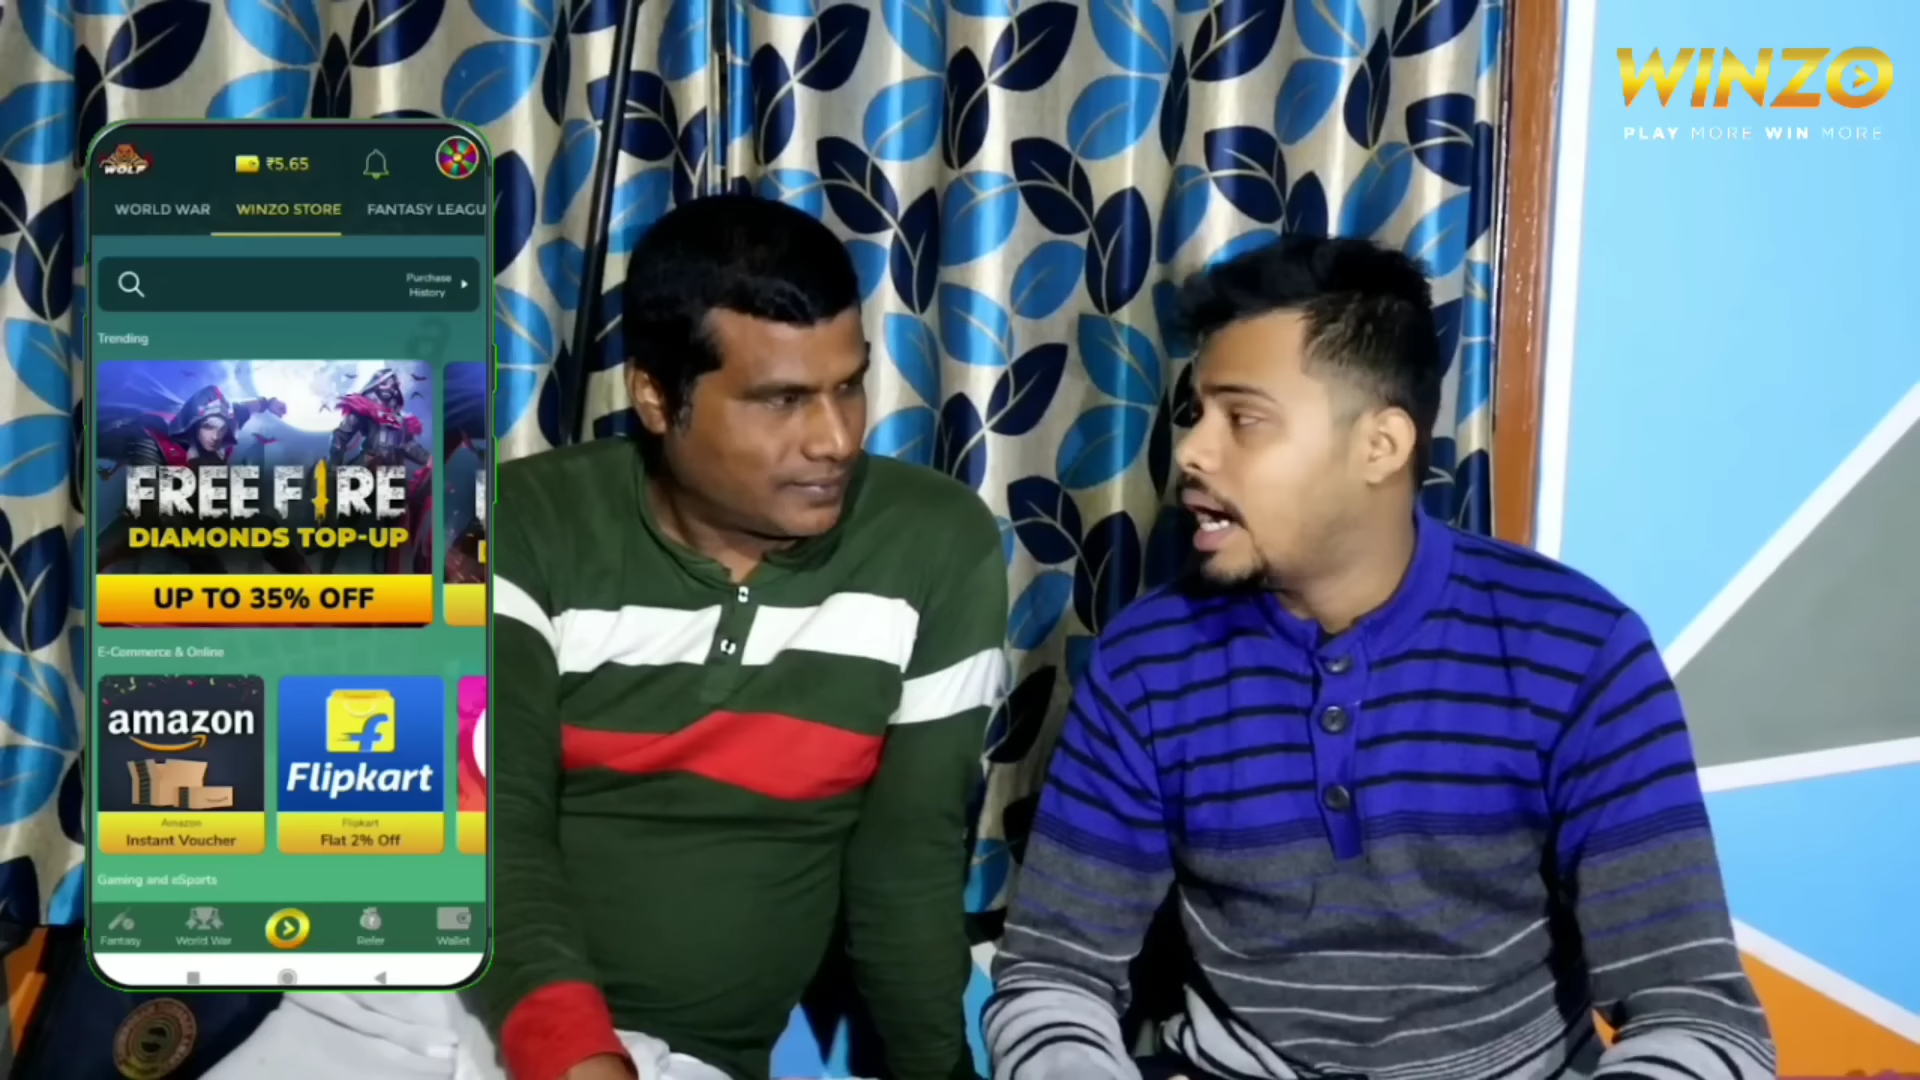 WINZO
PLAY MORE WIN MORE
WOLF
₹5.65
WORLD WAR
WINZO STORE
FANTASY LEAGU
Purchase
History
Trending
FREE FIRE
DIAMONDS TOP-UP
UP TO 35% OFF
E-Commerce & Online
amazon
Amazon
Instant Voucher
Flipkart
Flipkart
Flat 2% Off
Gaming and eSports
Fantasy
World War
Refer
Wallet